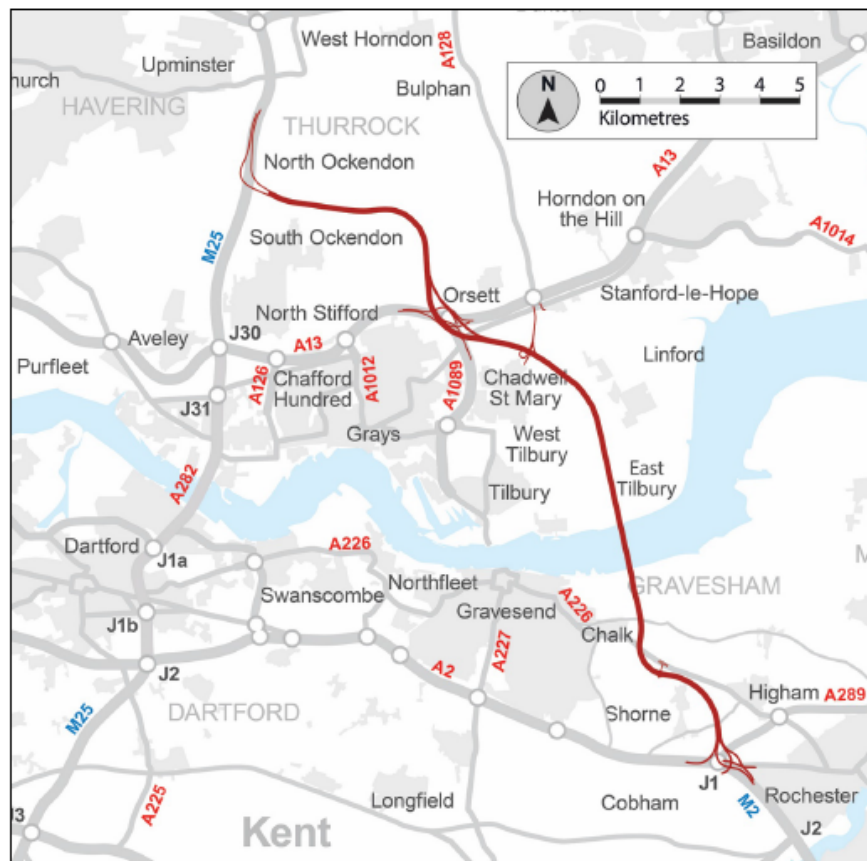 West Horndon
A128
Basildon
Upminster
hurch
Bulphan
N
0 1 2 3 4 5
Kilometres
HAVERING
THURROCK
North Ockendon
A13
Horndon on
the Hill
A1014
M25
South Ockendon
Orsett
Stanford-le-Hope
North Stifford
Aveley
J30
A13
Linford
Purfleet
A126
Chafford
Hundred
A1012
A1089
Chadwell
St Mary
J31
Grays
West
Tilbury
East
Tilbury
A282
Tilbury
Dartford
J1a
A226
M
Northfleet
GRAVESHAM
Swanscombe
Gravesend
A226
J1b
Chalk
A227
J2
A2
Higham
A289
M25
DARTFORD
Shorne
J1
M2
Rochester
A225
Longfield
Cobham
J2
J3
Kent